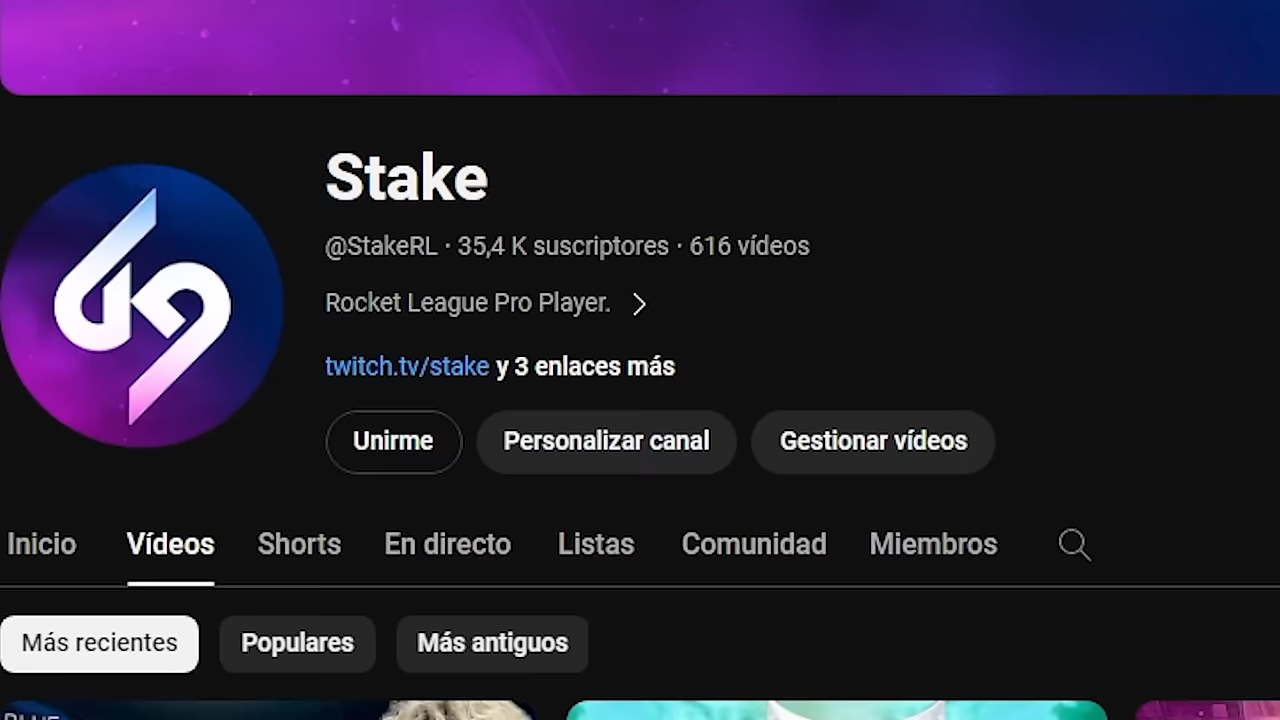 Stake
@StakeRL · 35,4 K suscriptores · 616 vídeos
Rocket League Pro Player.
twitch.tv/stake y 3 enlaces más
Unirme Personalizar canal Gestionar vídeos
Inicio Vídeos Shorts En directo Listas Comunidad Miembros
Más recientes Populares Más antiguos